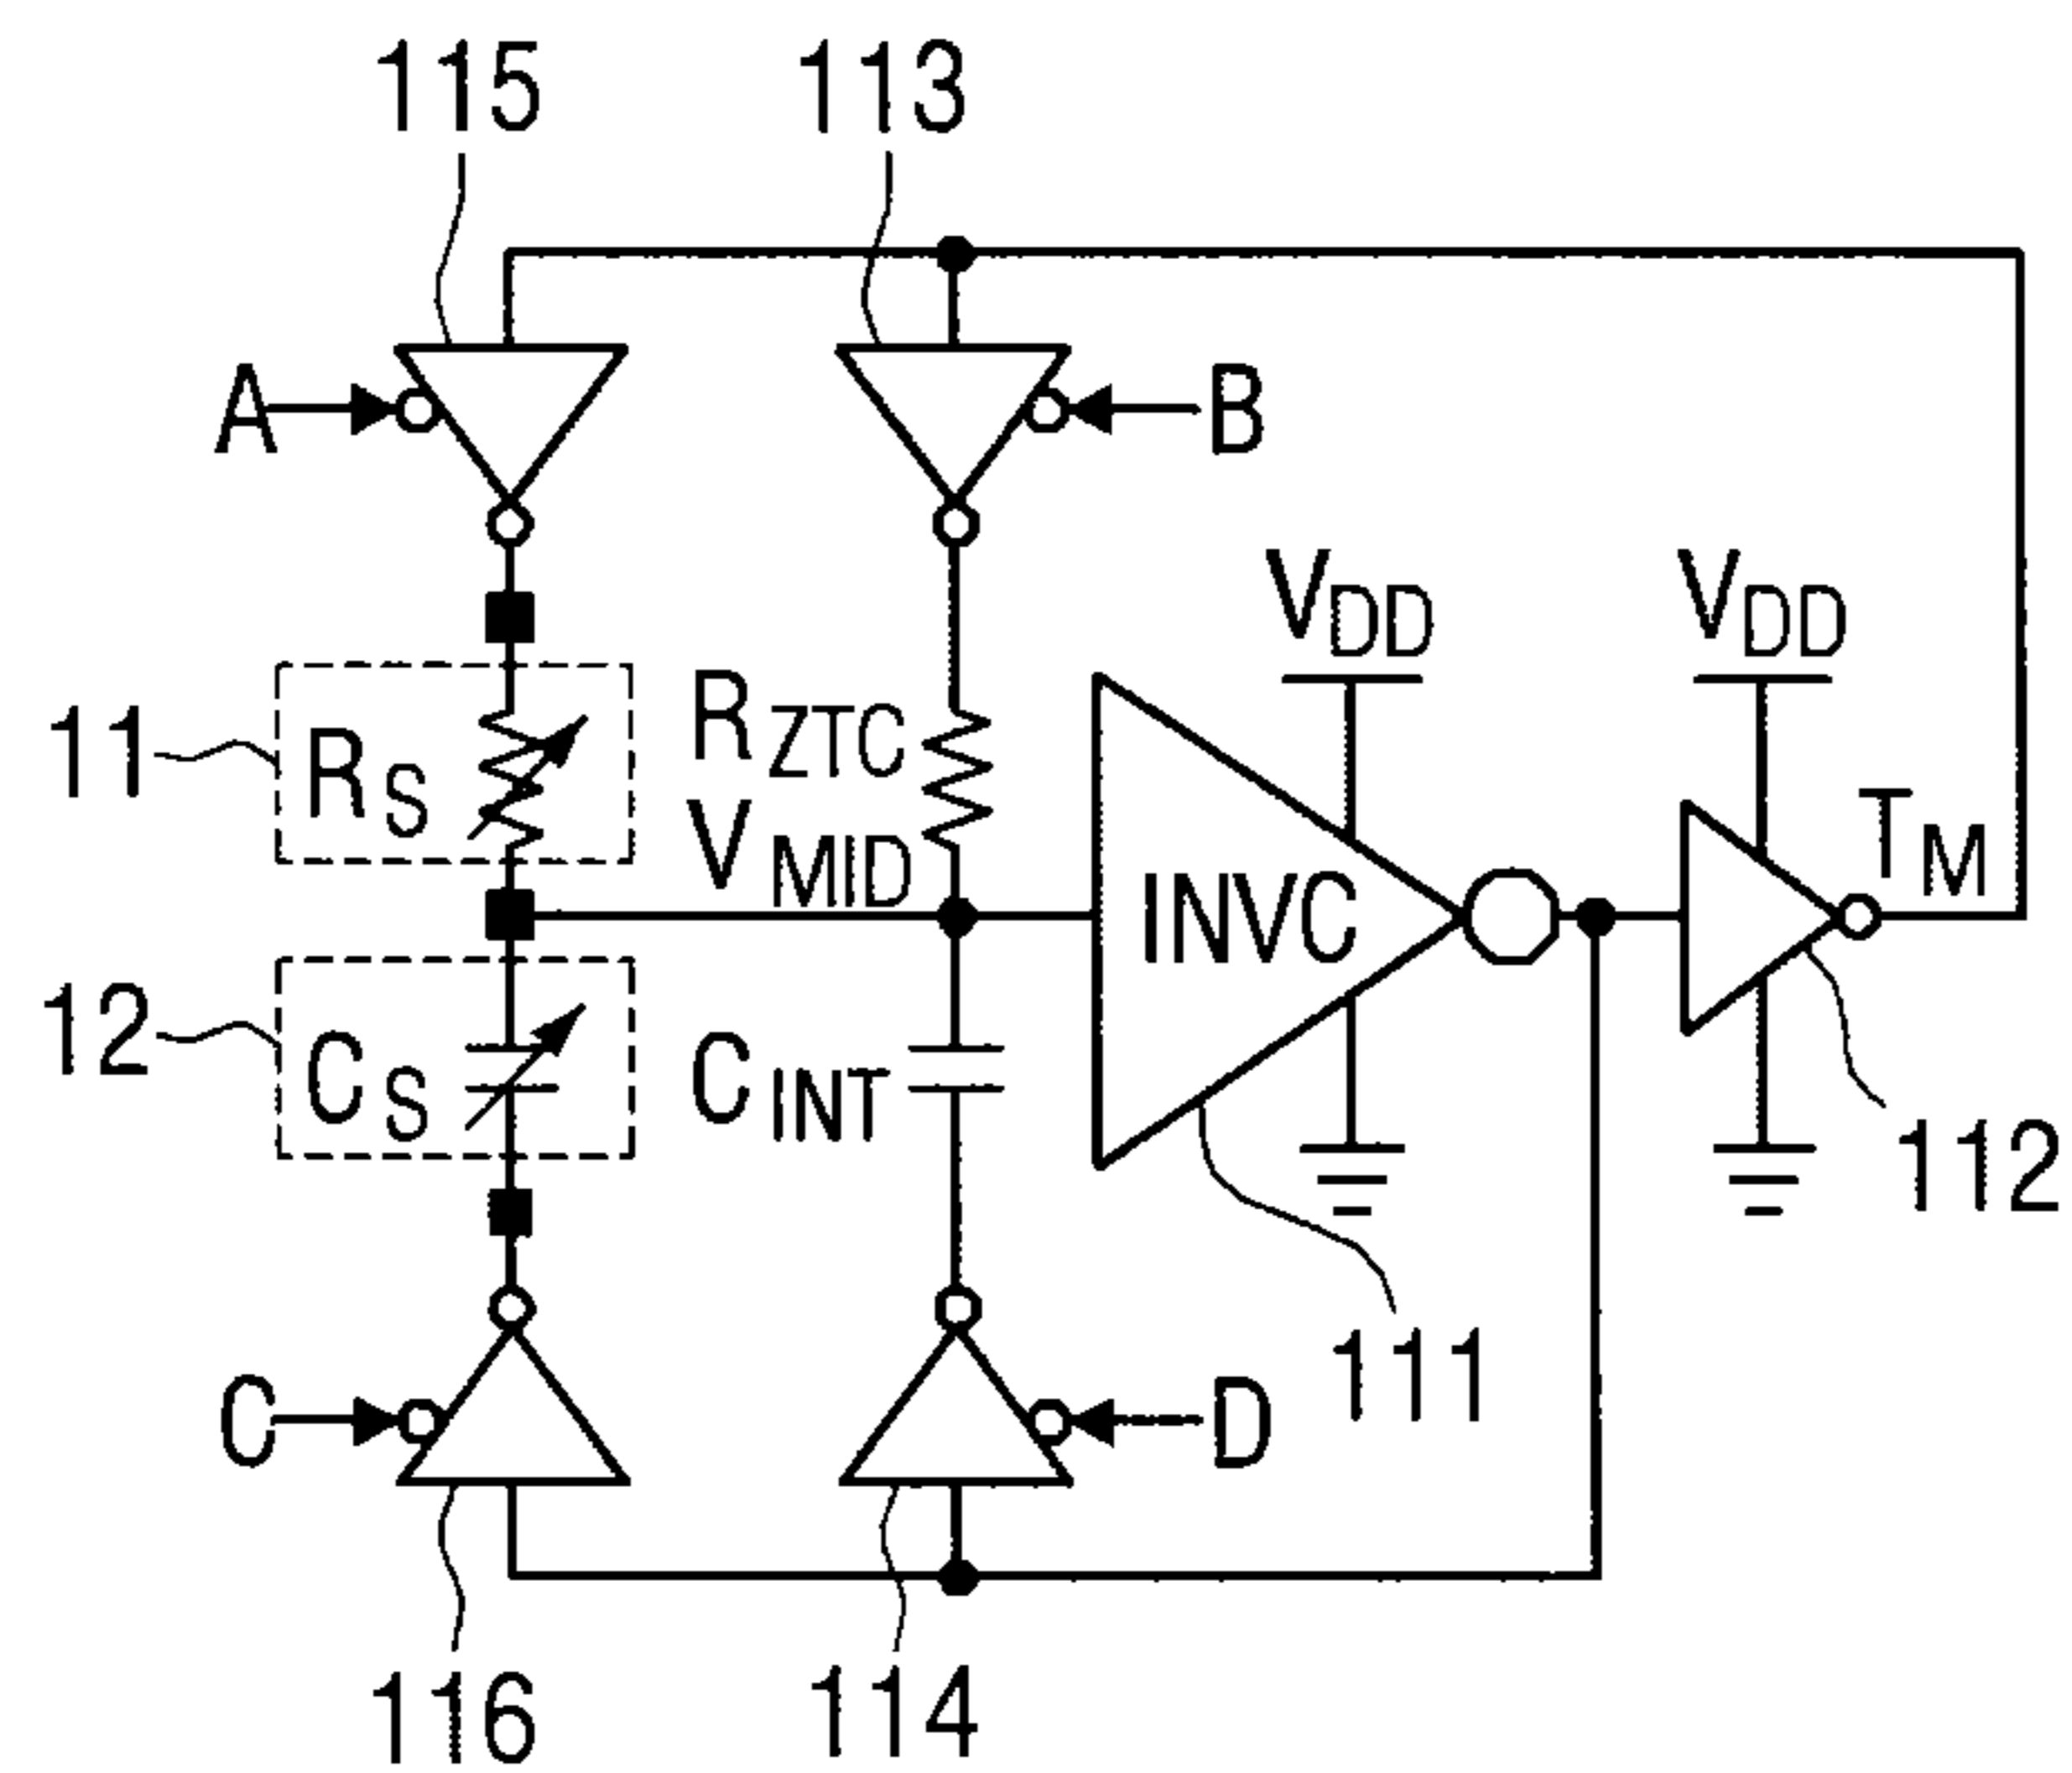 115
113
A
B
VDD
VDD
11
RS
RZTC
VMID
INVC
TM
12
CS
CINT
112
111
C
D
116
114